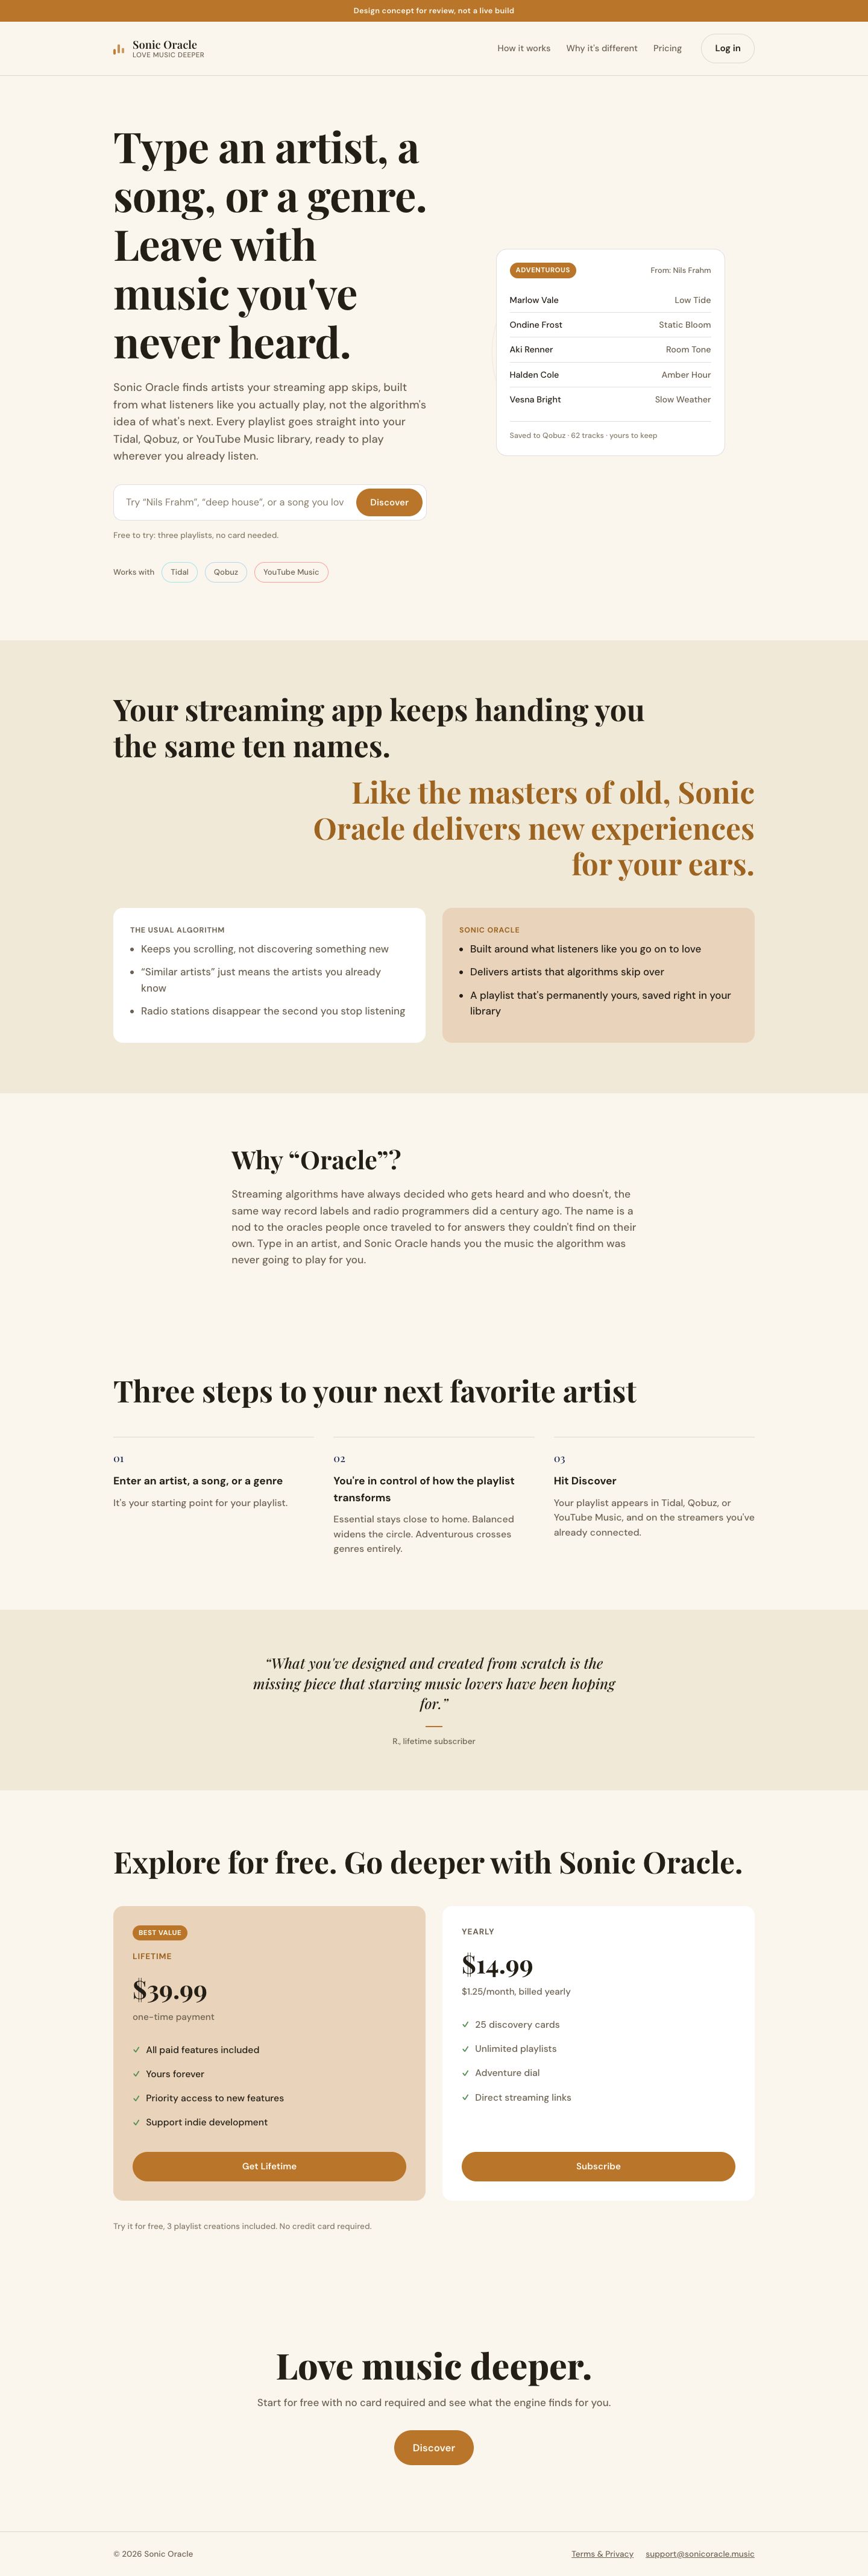 Design concept for review, not a live build
Sonic Oracle
LOVE MUSIC DEEPER
How it works
Why it's different
Pricing
Log in
Type an artist, a
song, or a genre.
Leave with
music you've
never heard.
Sonic Oracle finds artists your streaming app skips, built
from what listeners like you actually play, not the algorithm's
idea of what's next. Every playlist goes straight into your
Tidal, Qobuz, or YouTube Music library, ready to play
wherever you already listen.
Try “Nils Frahm”, “deep house”, or a song you lov
Discover
Free to try: three playlists, no card needed.
Works with
Tidal
Qobuz
YouTube Music
ADVENTUROUS
From: Nils Frahm
Marlow Vale Low Tide
Ondine Frost Static Bloom
Aki Renner Room Tone
Halden Cole Amber Hour
Vesna Bright Slow Weather
Saved to Qobuz · 62 tracks · yours to keep
Your streaming app keeps handing you
the same ten names.
Like the masters of old, Sonic
Oracle delivers new experiences
for your ears.
THE USUAL ALGORITHM
• Keeps you scrolling, not discovering something new
• “Similar artists” just means the artists you already
know
• Radio stations disappear the second you stop listening
SONIC ORACLE
• Built around what listeners like you go on to love
• Delivers artists that algorithms skip over
• A playlist that's permanently yours, saved right in your
library
Why “Oracle”?
Streaming algorithms have always decided who gets heard and who doesn't, the
same way record labels and radio programmers did a century ago. The name is a
nod to the oracles people once traveled to for answers they couldn't find on their
own. Type in an artist, and Sonic Oracle hands you the music the algorithm was
never going to play for you.
Three steps to your next favorite artist
01
Enter an artist, a song, or a genre
It's your starting point for your playlist.
02
You're in control of how the playlist
transforms
Essential stays close to home. Balanced
widens the circle. Adventurous crosses
genres entirely.
03
Hit Discover
Your playlist appears in Tidal, Qobuz, or
YouTube Music, and on the streamers you've
already connected.
“What you've designed and created from scratch is the
missing piece that starving music lovers have been hoping
for.”
R., lifetime subscriber
Explore for free. Go deeper with Sonic Oracle.
BEST VALUE
LIFETIME
$39.99
one-time payment
✓ All paid features included
✓ Yours forever
✓ Priority access to new features
✓ Support indie development
Get Lifetime
YEARLY
$14.99
$1.25/month, billed yearly
✓ 25 discovery cards
✓ Unlimited playlists
✓ Adventure dial
✓ Direct streaming links
Subscribe
Try it for free, 3 playlist creations included. No credit card required.
Love music deeper.
Start for free with no card required and see what the engine finds for you.
Discover
© 2026 Sonic Oracle
Terms & Privacy
support@sonicoracle.music